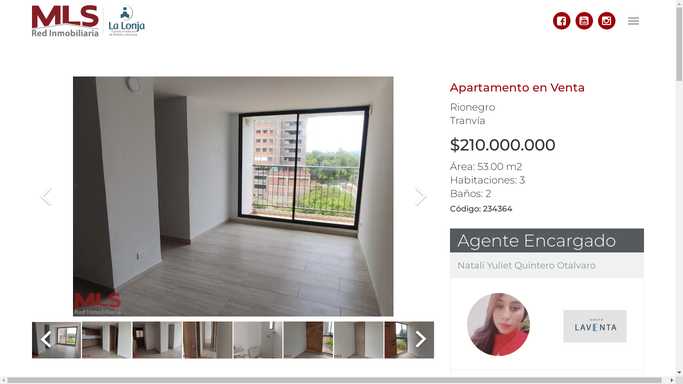 MLS
Red Inmobiliaria
La Lonja
Apartamento en Venta
Rionegro
Tranvía
$210.000.000
Área: 53.00 m2
Habitaciones: 3
Baños: 2
Código: 234364
MLS
Red Inmobiliaria
Agente Encargado
Natali Yuliet Quintero Otalvaro
LAVENTA